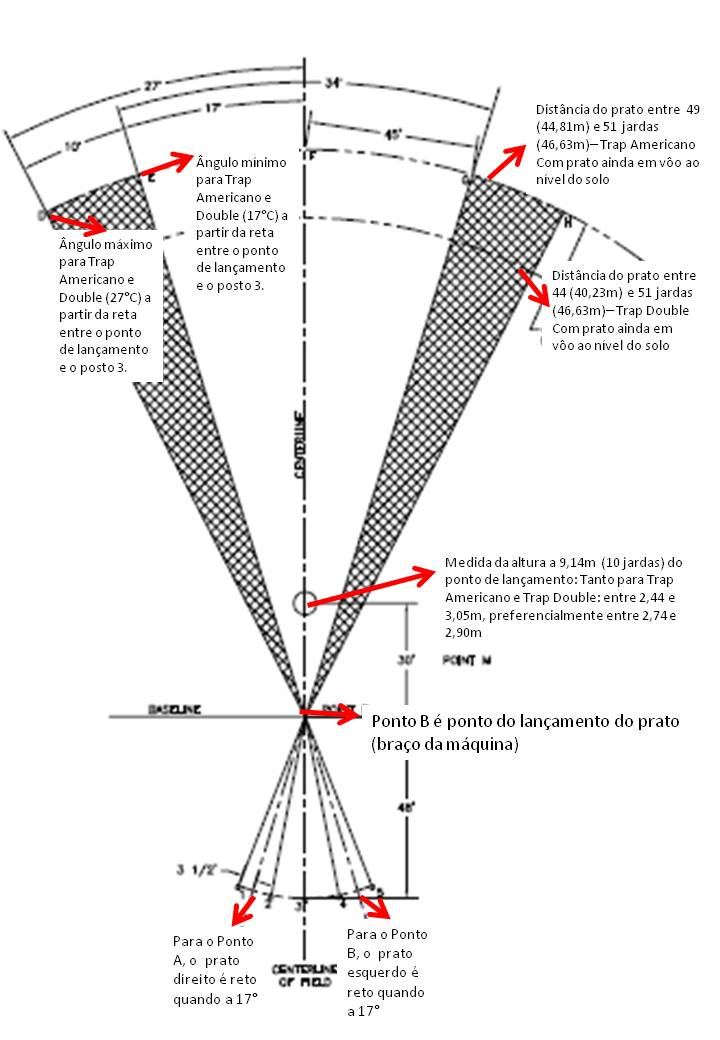 27'
34'
17'
10'
45'
E
F
G
H
D
Distância do prato entre 49
(44,81m) e 51 jardas
(46,63m)—Trap Americano
Com prato ainda em vôo ao
nível do solo
Ângulo mínimo
para Trap
Americano e
Double (17°C) a
partir da reta
entre o ponto
de lançamento
e o posto 3.
Ângulo máximo
para Trap
Americano e
Double (27°C) a
partir da reta
entre o ponto
de lançamento
e o posto 3.
Distância do prato entre
44 (40,23m) e 51 jardas
(46,63m)—Trap Double
Com prato ainda em
vôo ao nível do solo
CENTERLINE
Medida da altura a 9,14m (10 jardas) do
ponto de lançamento: Tanto para Trap
Americano e Trap Double: entre 2,44 e
3,05m, preferencialmente entre 2,74 e
2,90m
30'
POINT M
BASELINE
POINT
Ponto B é ponto do lançamento do prato
(braço da máquina)
48'
3 1/2'
1
2
3
4
5
Para o Ponto
A, o prato
direito é reto
quando a 17°
Para o Ponto
B, o prato
esquerdo é
reto quando
a 17°
CENTERLINE
OF FIELD